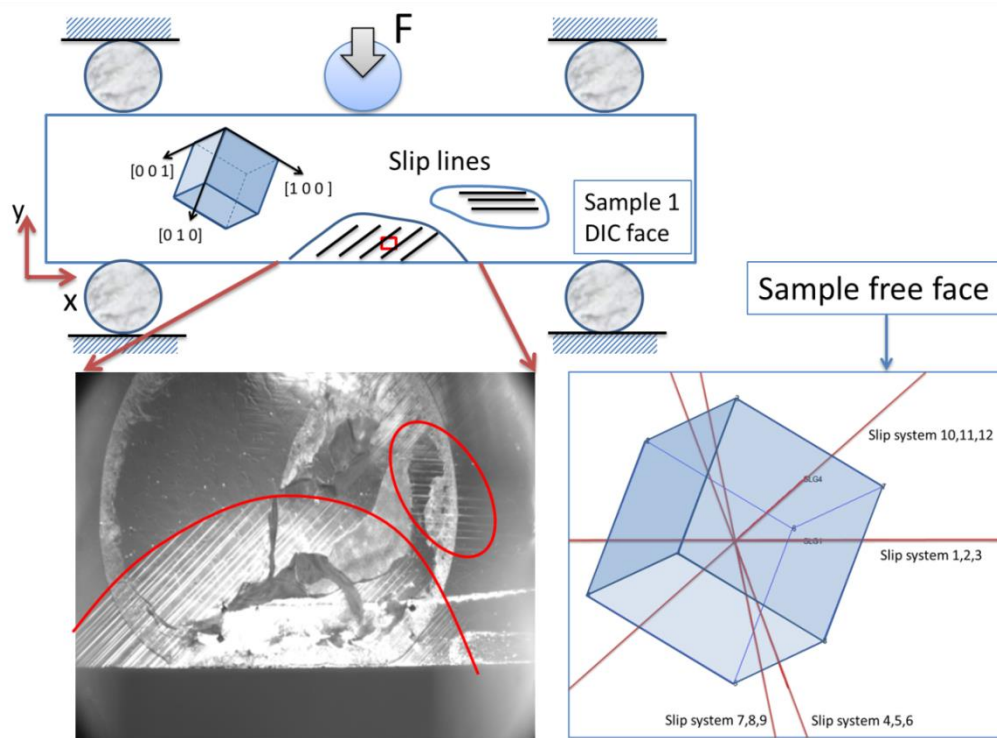 F
[0 0 1]
[1 0 0 ]
[0 1 0]
Slip lines
Sample 1
DIC face
y
x
Sample free face
Slip system 10,11,12
SLG4
SLG1
Slip system 1,2,3
Slip system 7,8,9
Slip system 4,5,6